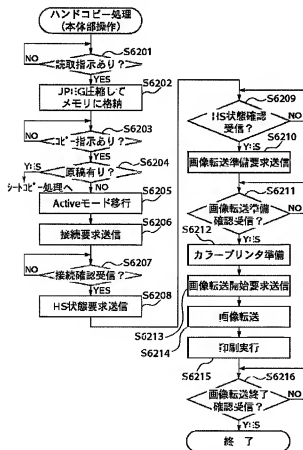 ハンドコピー処理
(本体部操作)
S6201
読取指示あり?
NO
YES
S6202
JPEG圧縮して
メモリに格納
S6203
コピー指示あり?
NO
YES
S6204
原稿有り?
YES
NO
シートコピー処理へ
S6205
Activeモード移行
S6206
接続要求送信
S6207
接続確認受信?
NO
YES
S6208
HS状態要求送信
S6209
HS状態確認
受信?
NO
YES
S6210
画像転送準備要求送信
S6211
画像転送準備
確認受信?
NO
YES
S6212
カラープリンタ準備
画像転送開始要求送信
S6213
画像転送
S6214
印刷実行
S6215
S6216
画像転送終了
確認受信?
NO
YES
終了